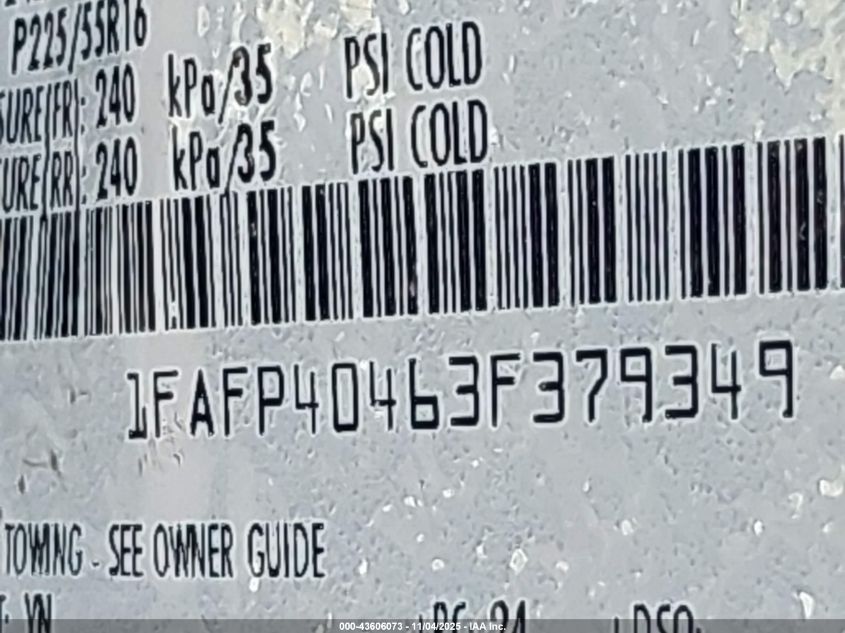 P225/55R16
SURE(FR): 240 kPa/35 PSI COLD
SURE(RR): 240 kPa/35 PSI COLD
1FAFP40463F379349
TOWING - SEE OWNER GUIDE
000-43606073 - 11/04/2025 - IAA Inc.